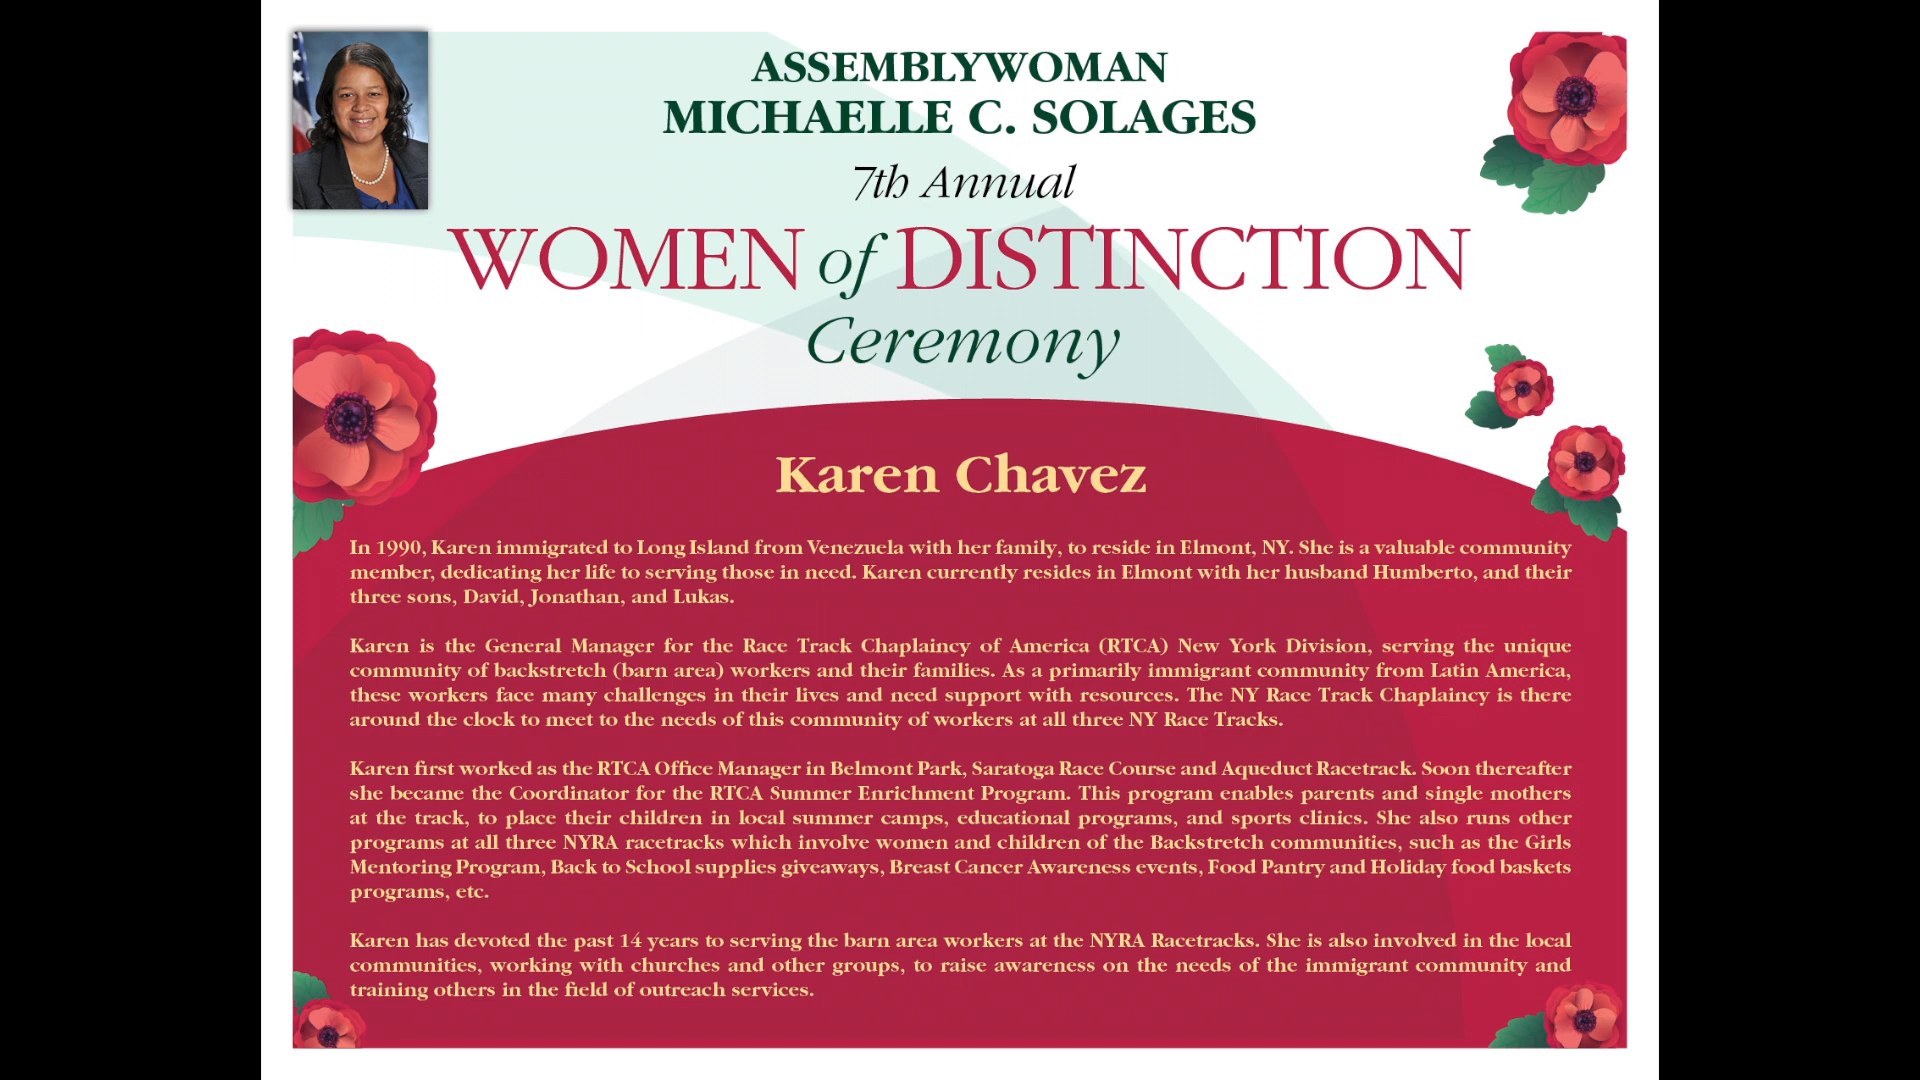 ASSEMBLYWOMAN
MICHAELLE C. SOLAGES
7th Annual
WOMEN of DISTINCTION
Ceremony
Karen Chavez
In 1990, Karen immigrated to Long Island from Venezuela with her family, to reside in Elmont, NY. She is a valuable community
member, dedicating her life to serving those in need. Karen currently resides in Elmont with her husband Humberto, and their
three sons, David, Jonathan, and Lukas.
Karen is the General Manager for the Race Track Chaplaincy of America (RTCA) New York Division, serving the unique
community of backstretch (barn area) workers and their families. As a primarily immigrant community from Latin America,
these workers face many challenges in their lives and need support with resources. The NY Race Track Chaplaincy is there
around the clock to meet to the needs of this community of workers at all three NY Race Tracks.
Karen first worked as the RTCA Office Manager in Belmont Park, Saratoga Race Course and Aqueduct Racetrack. Soon thereafter
she became the Coordinator for the RTCA Summer Enrichment Program. This program enables parents and single mothers
at the track, to place their children in local summer camps, educational programs, and sports clinics. She also runs other
programs at all three NYRA racetracks which involve women and children of the Backstretch communities, such as the Girls
Mentoring Program, Back to School supplies giveaways, Breast Cancer Awareness events, Food Pantry and Holiday food baskets
programs, etc.
Karen has devoted the past 14 years to serving the barn area workers at the NYRA Racetracks. She is also involved in the local
communities, working with churches and other groups, to raise awareness on the needs of the immigrant community and
training others in the field of outreach services.